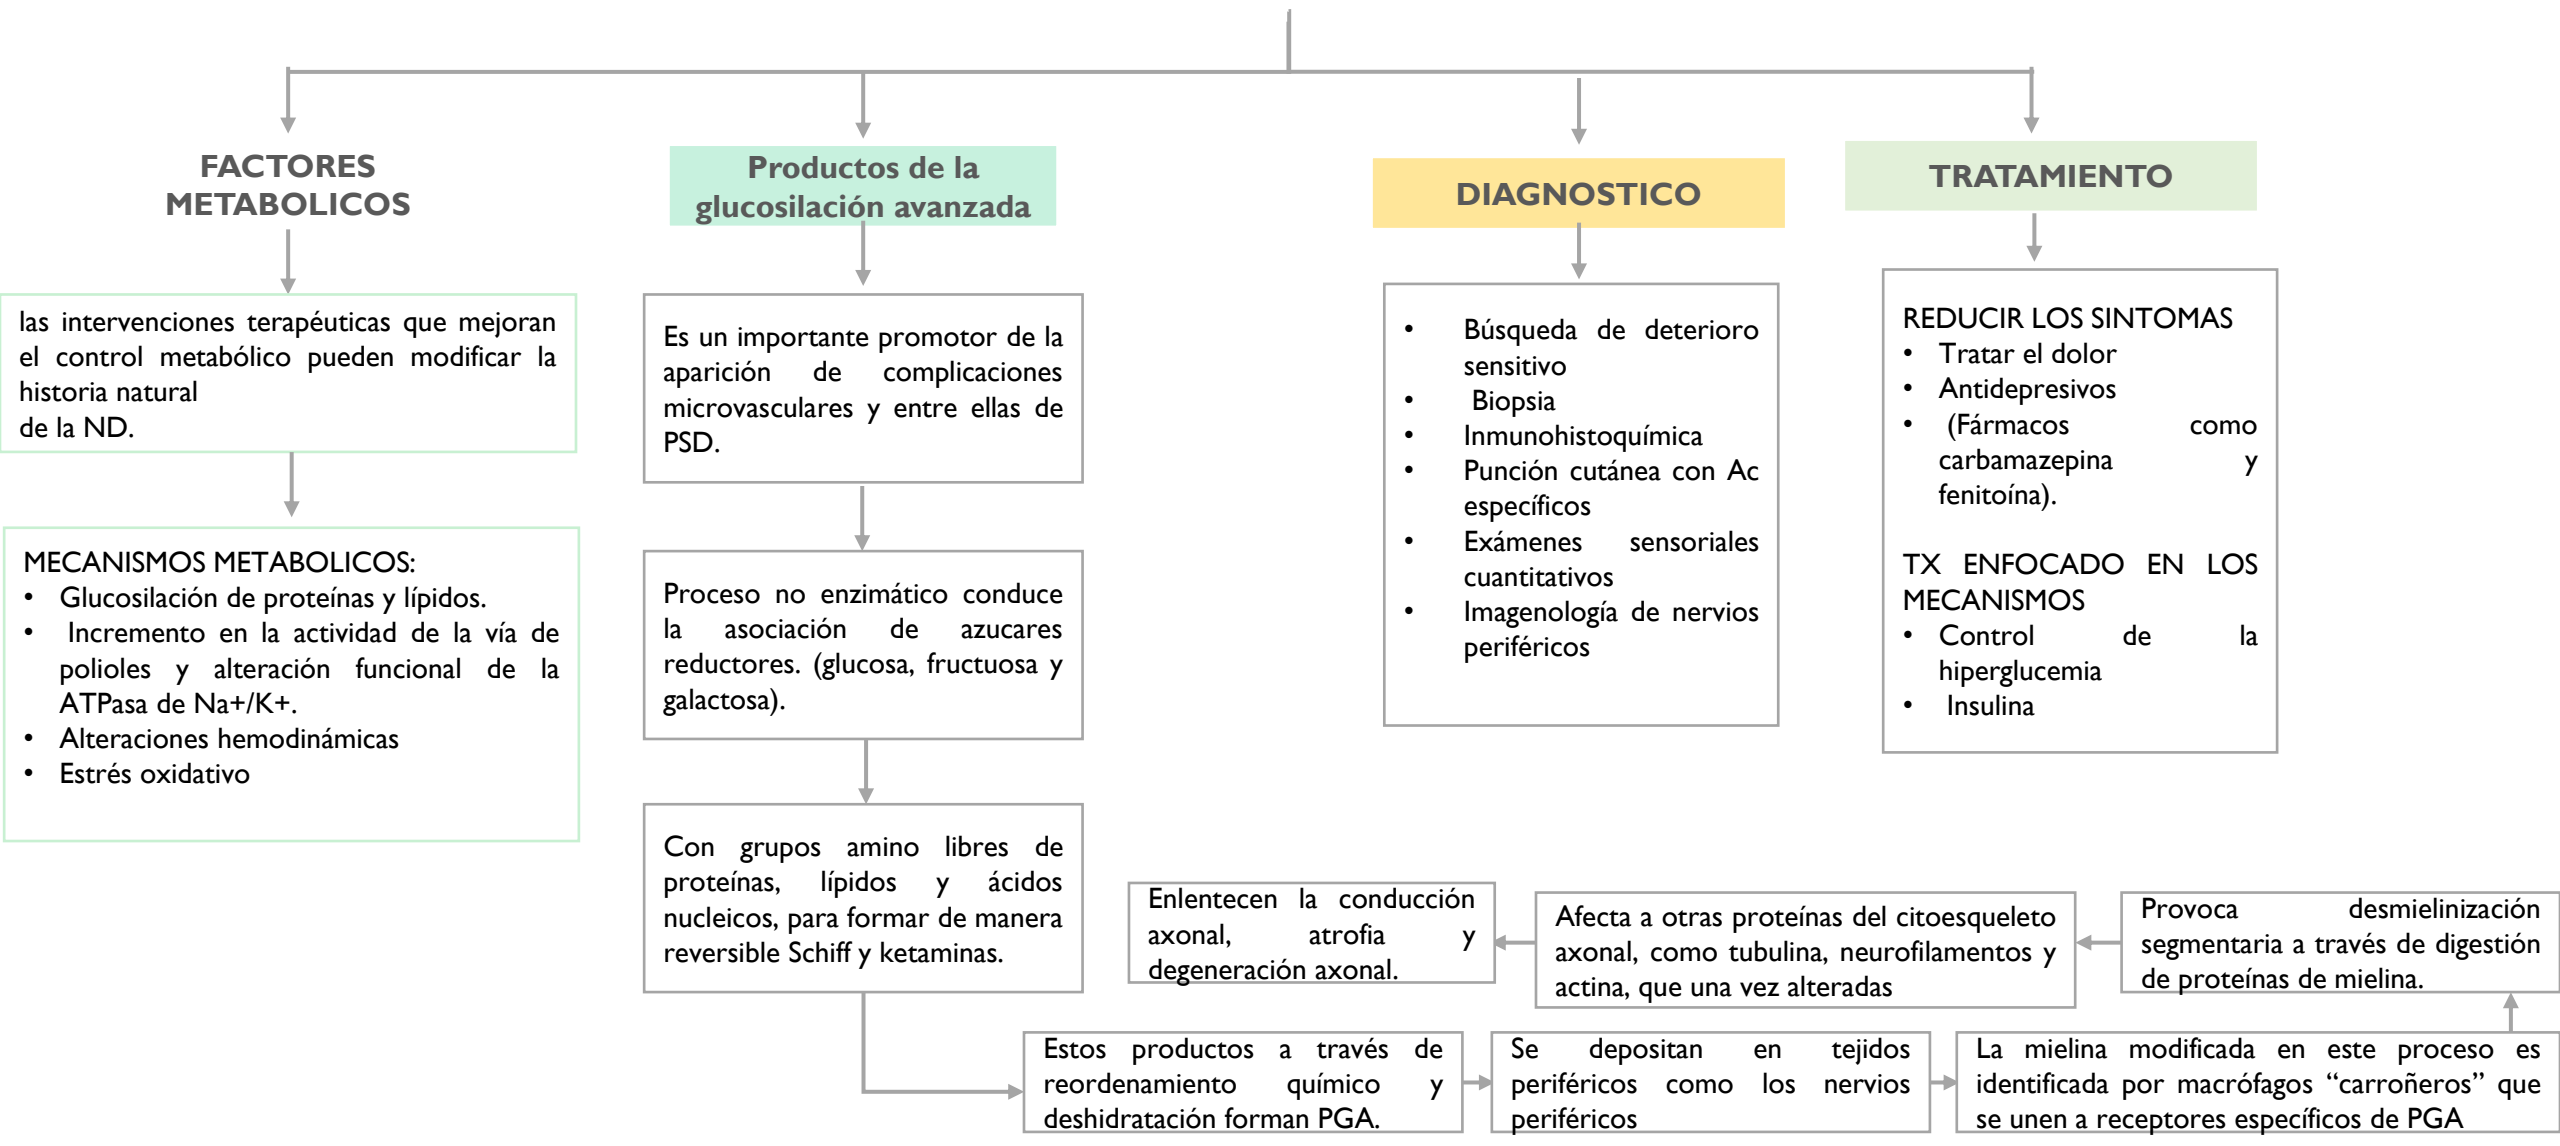 FACTORES
METABOLICOS
las intervenciones terapéuticas que mejoran
el control metabólico pueden modificar la
historia natural
de la ND.
MECANISMOS METABOLICOS:
• Glucosilación de proteínas y lípidos.
• Incremento en la actividad de la vía de
polioles y alteración funcional de la
ATPasa de Na+/K+.
• Alteraciones hemodinámicas
• Estrés oxidativo
Productos de la
glucosilación avanzada
Es un importante promotor de la
aparición de complicaciones
microvasculares y entre ellas de
PSD.
Proceso no enzimático conduce
la asociación de azucares
reductores. (glucosa, fructuosa y
galactosa).
Con grupos amino libres de
proteínas, lípidos y ácidos
nucleicos, para formar de manera
reversible Schiff y ketaminas.
Estos productos a través de
reordenamiento químico y
deshidratación forman PGA.
Se depositan en tejidos
periféricos como los nervios
periféricos
La mielina modificada en este proceso es
identificada por macrófagos “carroñeros” que
se unen a receptores específicos de PGA
Provoca desmielinización
segmentaria a través de digestión
de proteínas de mielina.
Afecta a otras proteínas del citoesqueleto
axonal, como tubulina, neurofilamentos y
actina, que una vez alteradas
Enlentecen la conducción
axonal, atrofia y
degeneración axonal.
DIAGNOSTICO
• Búsqueda de deterioro
sensitivo
• Biopsia
• Inmunohistoquímica
• Punción cutánea con Ac
específicos
• Exámenes sensoriales
cuantitativos
• Imagenología de nervios
periféricos
TRATAMIENTO
REDUCIR LOS SINTOMAS
• Tratar el dolor
• Antidepresivos
• (Fármacos como
carbamazepina y
fenitoína).
TX ENFOCADO EN LOS
MECANISMOS
• Control de la
hiperglucemia
• Insulina